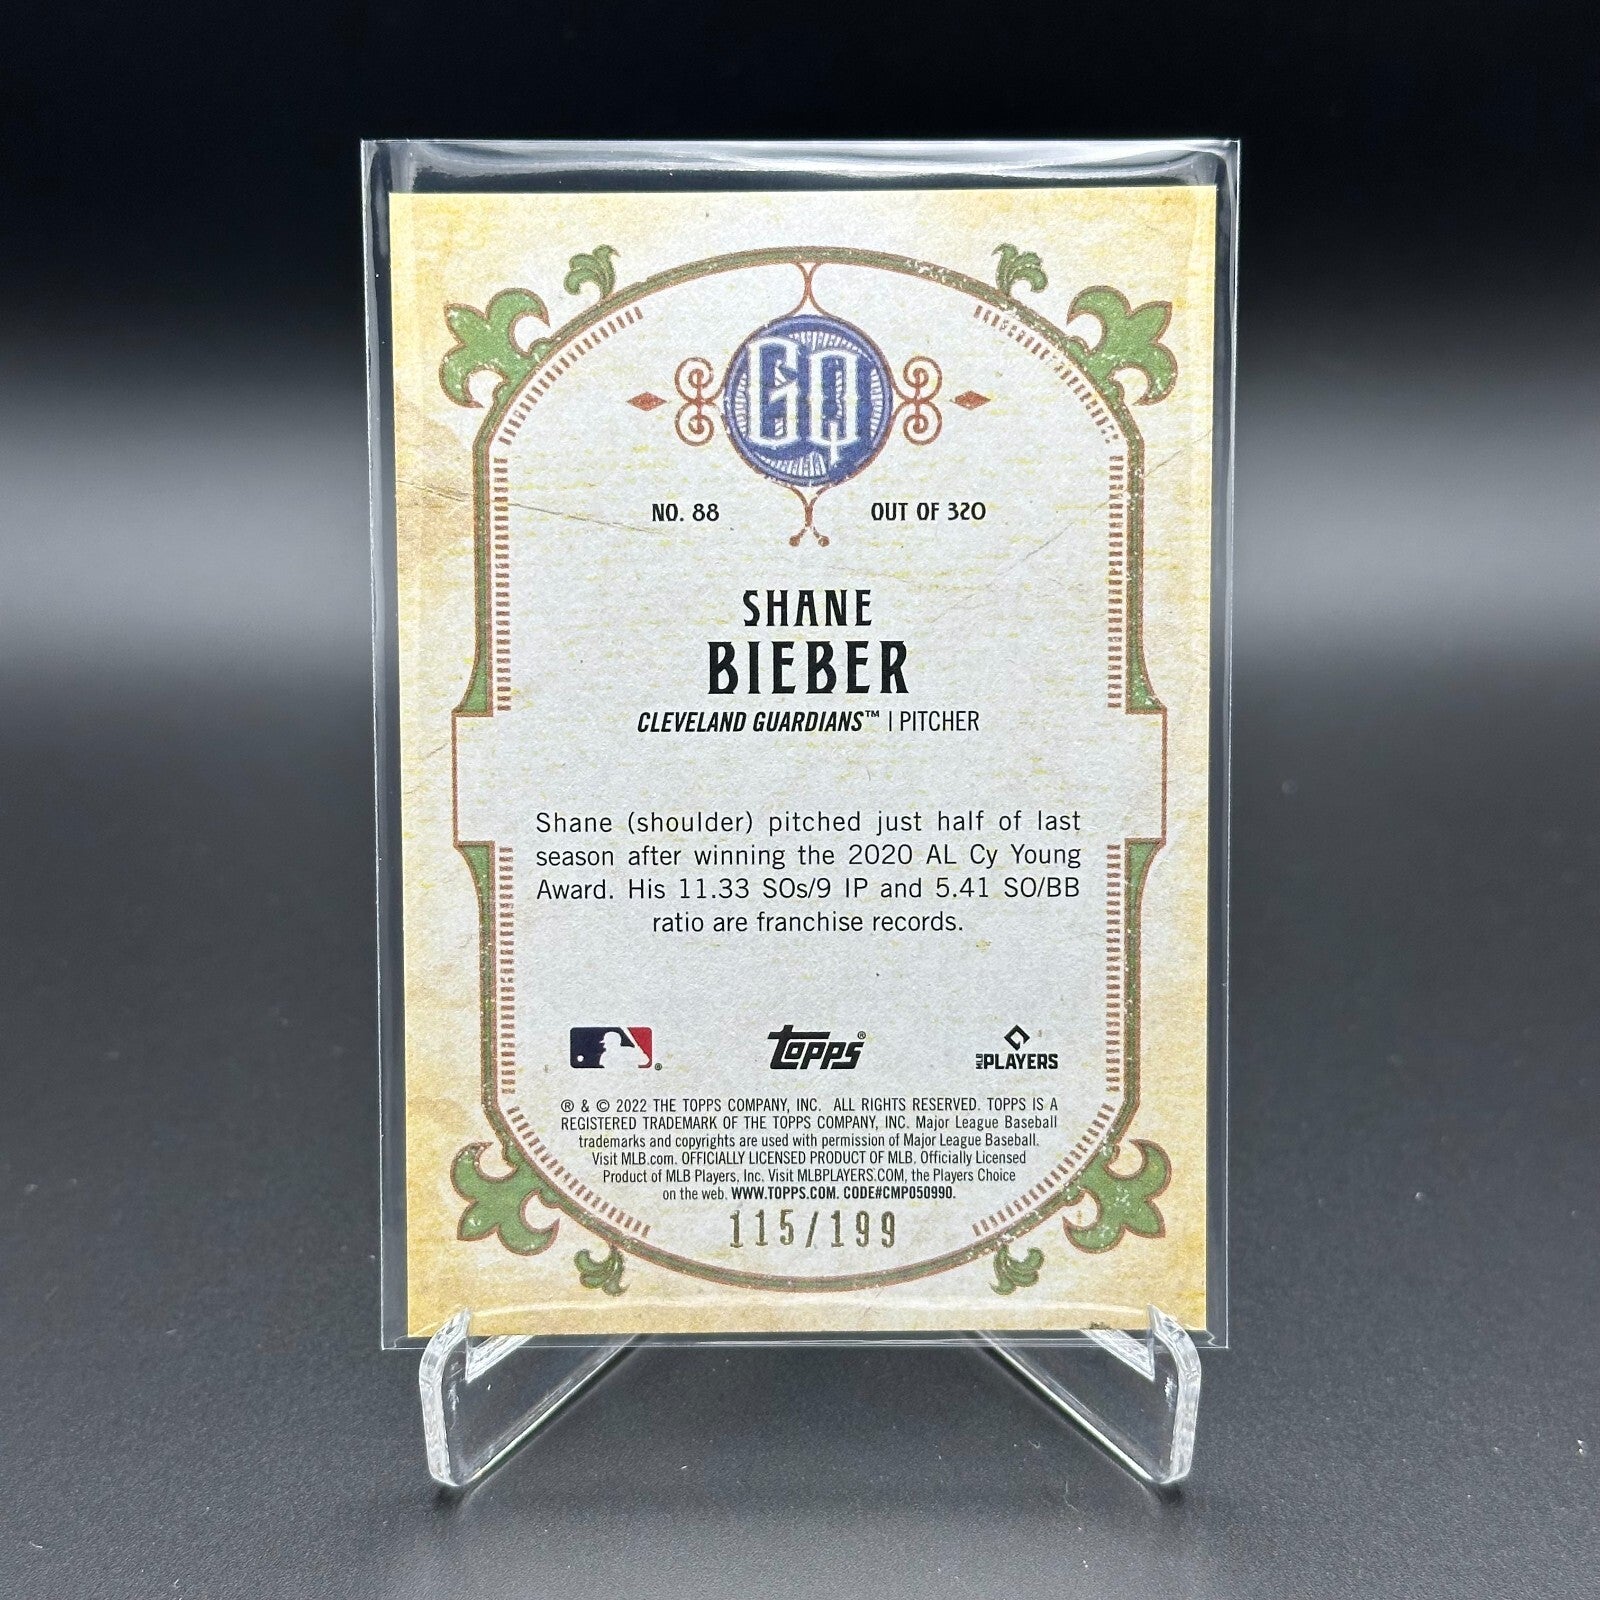 GQ
NO. 88 OUT OF 320
SHANE
BIEBER
CLEVELAND GUARDIANS™ | PITCHER
Shane (shoulder) pitched just half of last
season after winning the 2020 AL Cy Young
Award. His 11.33 SOs/9 IP and 5.41 SO/BB
ratio are franchise records.
Topps® MLB PLAYERS
® & © 2022 THE TOPPS COMPANY, INC. ALL RIGHTS RESERVED. TOPPS IS A
REGISTERED TRADEMARK OF THE TOPPS COMPANY, INC. Major League Baseball
trademarks and copyrights are used with permission of Major League Baseball.
Visit MLB.com. OFFICIALLY LICENSED PRODUCT OF MLB. Officially Licensed
Product of MLB Players, Inc. Visit MLBPLAYERS.COM, the Players Choice
on the web. WWW.TOPPS.COM. CODE#CMP050990.
115/199